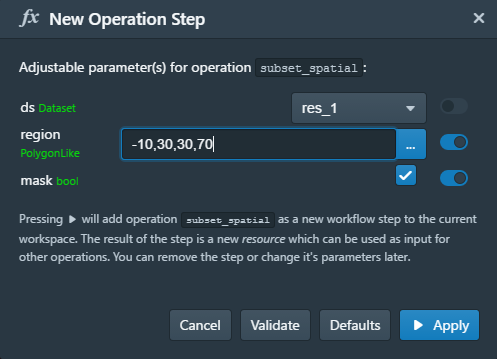 fx New Operation Step
Adjustable parameter(s) for operation subset_spatial :
ds Dataset
res_1
region
PolygonLike
-10,30,30,70
...
mask bool
Pressing ▶ will add operation subset_spatial as a new workflow step to the current
workspace. The result of the step is a new resource which can be used as input for
other operations. You can remove the step or change it's parameters later.
Cancel
Validate
Defaults
Apply